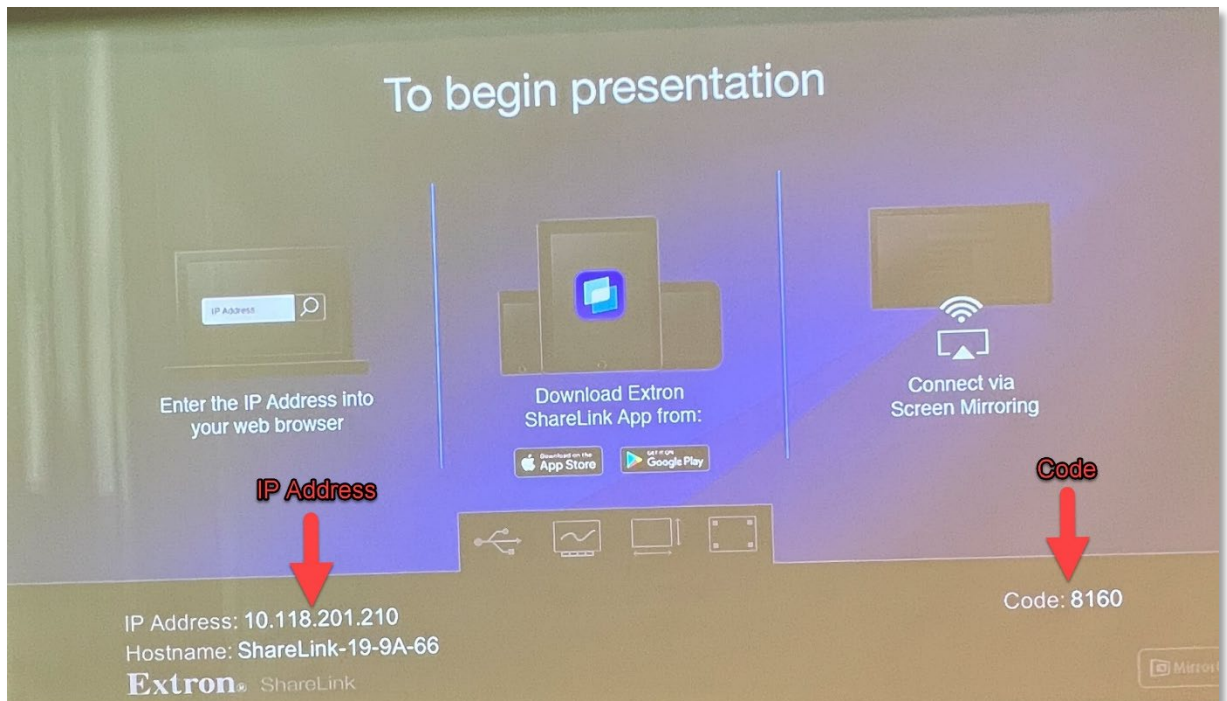 To begin presentation
IP Address
Enter the IP Address into
your web browser
Download Extron
ShareLink App from:
Download on the
App Store
GET IT ON
Google Play
Connect via
Screen Mirroring
IP Address
Code
IP Address: 10.118.201.210
Hostname: ShareLink-19-9A-66
Extron® ShareLink
Code: 8160